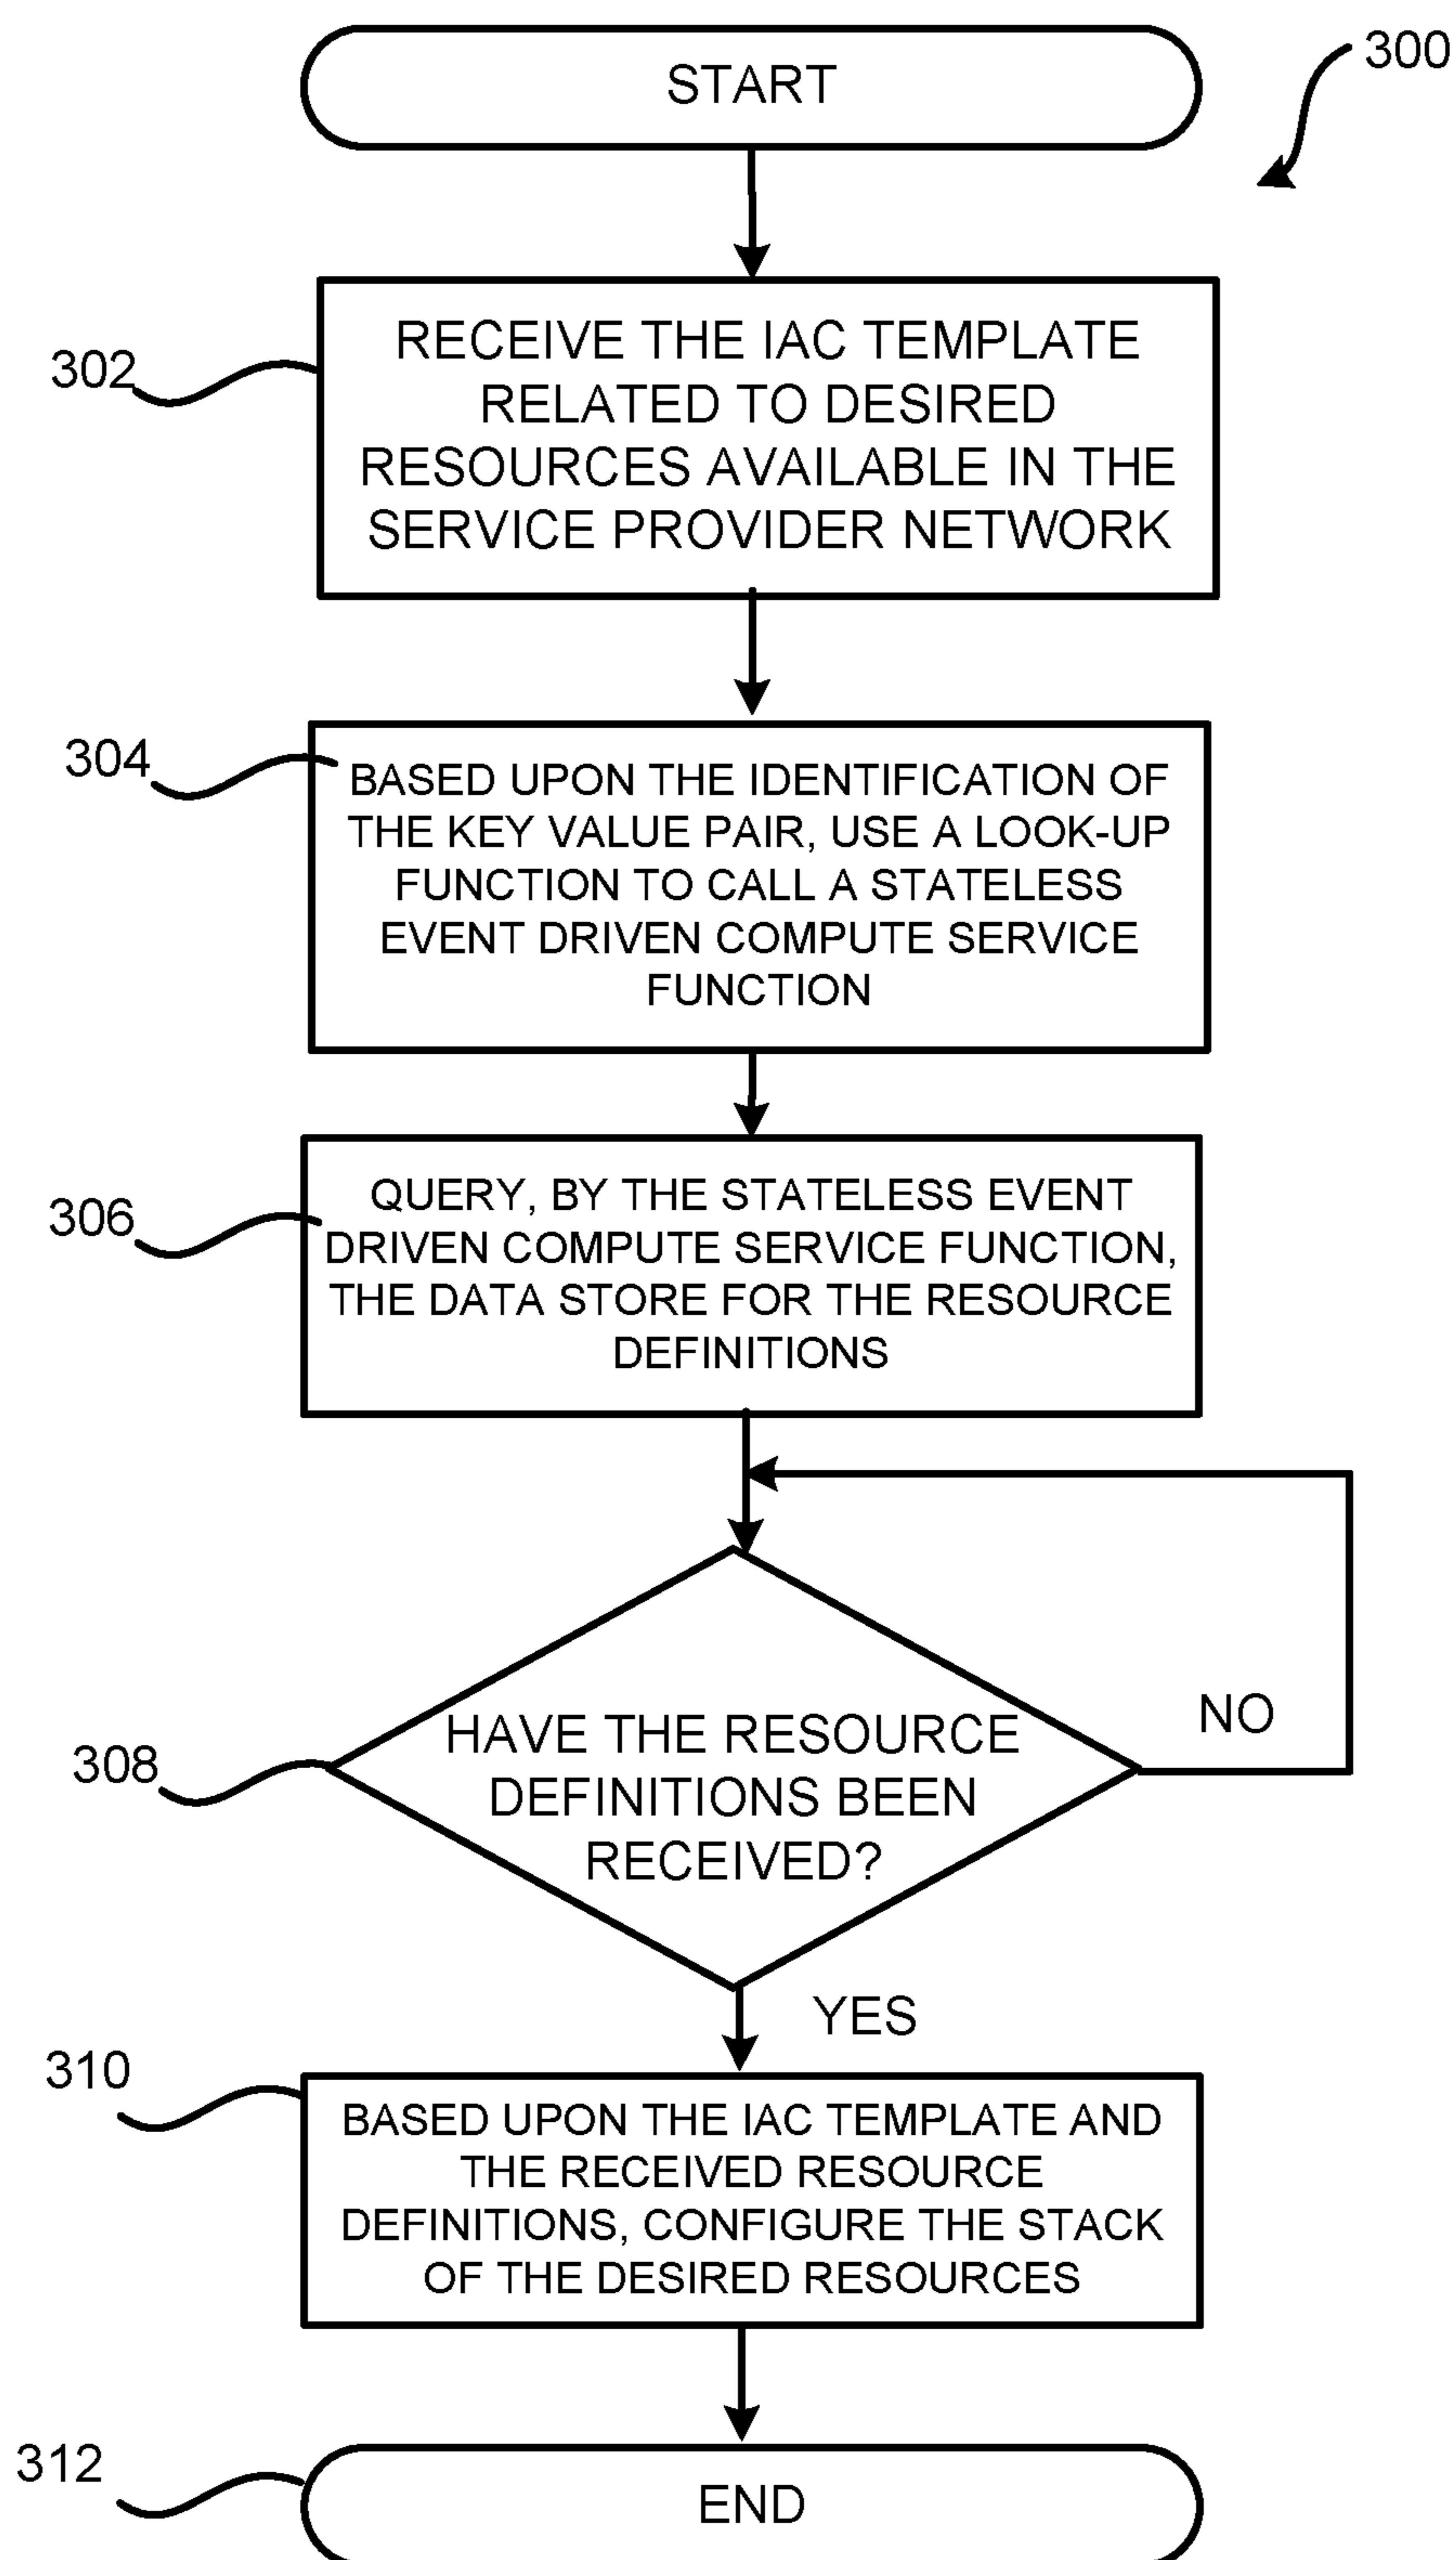 START
300
302
RECEIVE THE IAC TEMPLATE
RELATED TO DESIRED
RESOURCES AVAILABLE IN THE
SERVICE PROVIDER NETWORK
304
BASED UPON THE IDENTIFICATION OF
THE KEY VALUE PAIR, USE A LOOK-UP
FUNCTION TO CALL A STATELESS
EVENT DRIVEN COMPUTE SERVICE
FUNCTION
306
QUERY, BY THE STATELESS EVENT
DRIVEN COMPUTE SERVICE FUNCTION,
THE DATA STORE FOR THE RESOURCE
DEFINITIONS
308
HAVE THE RESOURCE
DEFINITIONS BEEN
RECEIVED?
NO
YES
310
BASED UPON THE IAC TEMPLATE AND
THE RECEIVED RESOURCE
DEFINITIONS, CONFIGURE THE STACK
OF THE DESIRED RESOURCES
312
END